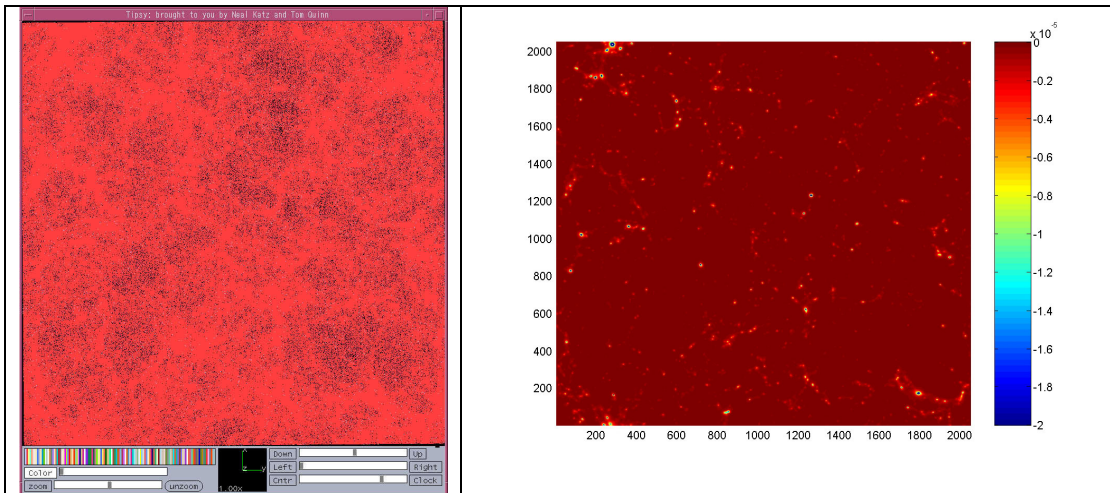 Tipsy: brought to you by Neal Katz and Tom Quinn
Color
zoom
unzoom
x
z
y
1.00x
Down
Up
Left
Right
Cntr
Clock
x 10^-5
2000
1800
1600
1400
1200
1000
800
600
400
200
200 400 600 800 1000 1200 1400 1600 1800 2000
0
-0.2
-0.4
-0.6
-0.8
-1
-1.2
-1.4
-1.6
-1.8
-2